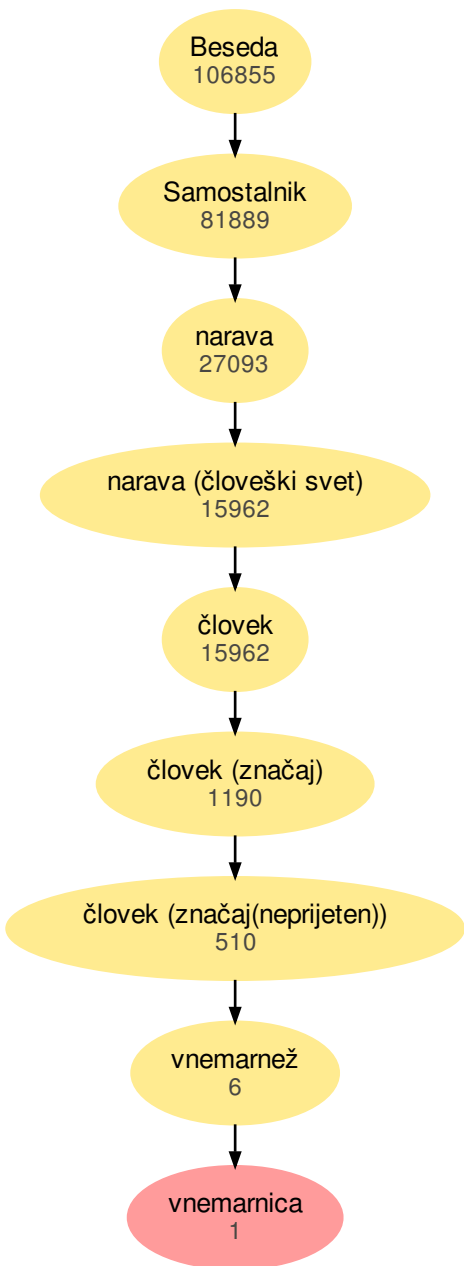 Beseda
106855
Samostalnik
81889
narava
27093
narava (človeški svet)
15962
človek
15962
človek (značaj)
1190
človek (značaj(neprijeten))
510
vnemarnež
6
vnemarnica
1